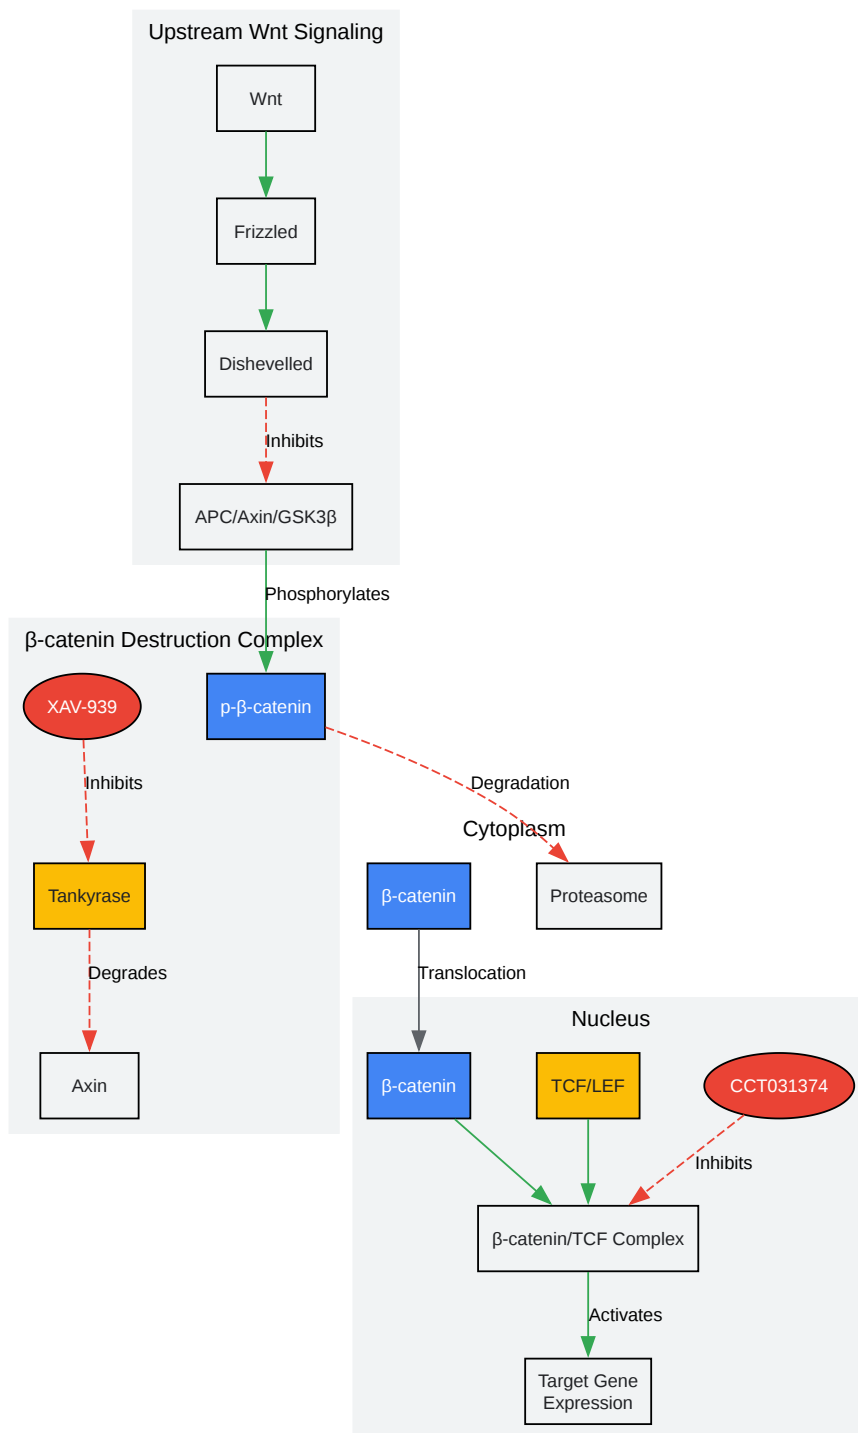 Upstream Wnt Signaling
Wnt
Frizzled
Dishevelled
Inhibits
APC/Axin/GSK3β
Phosphorylates
β-catenin Destruction Complex
XAV-939
p-β-catenin
Inhibits
Degradation
Cytoplasm
Tankyrase
β-catenin
Proteasome
Degrades
Translocation
Nucleus
Axin
β-catenin
TCF/LEF
CCT031374
Inhibits
β-catenin/TCF Complex
Activates
Target Gene
Expression